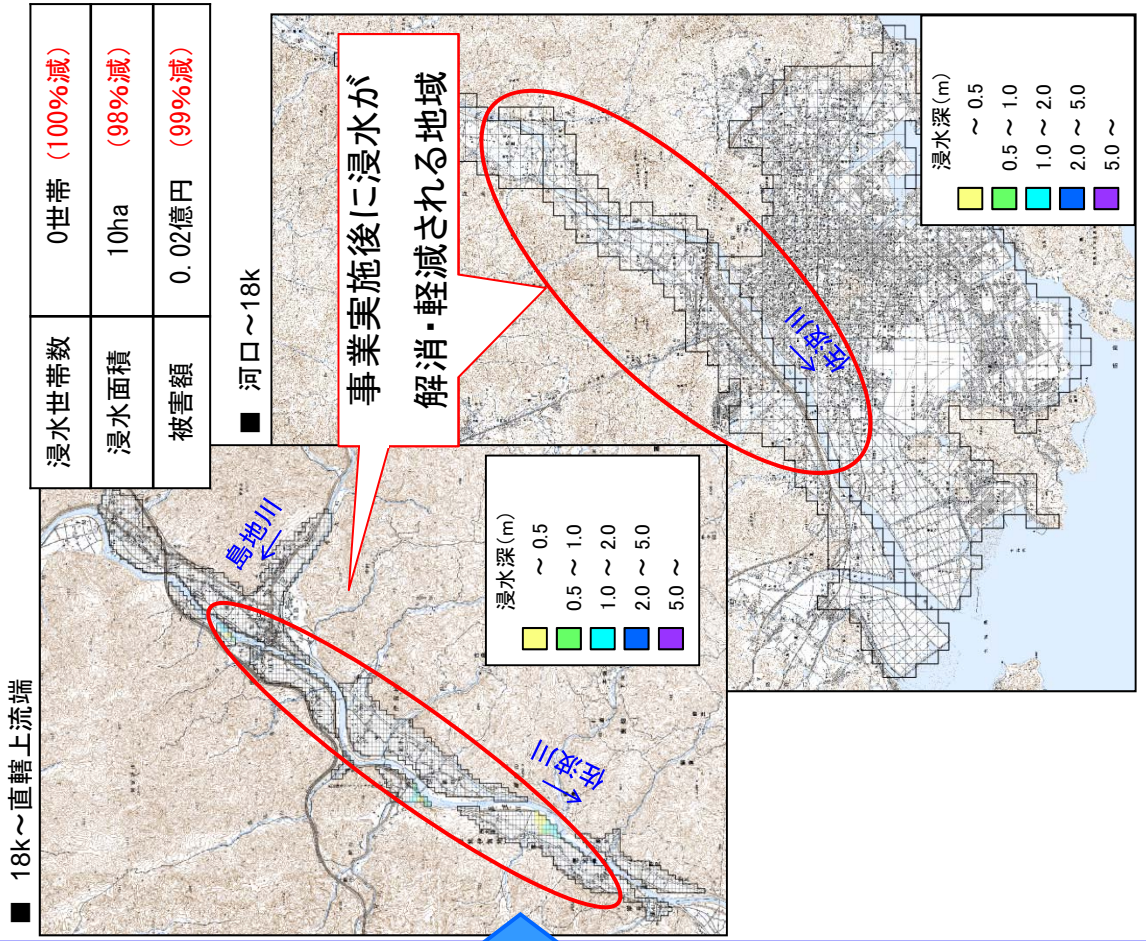 ■ 18k～直轄上流端
浸水世帯数 0世帯 (100%減)
浸水面積 10ha (98%減)
被害額 0.02億円 (99%減)
■ 河口～18k
事業実施後に浸水が
解消・軽減される地域
島地川
佐波川
浸水深(m)
～ 0.5
0.5 ～ 1.0
1.0 ～ 2.0
2.0 ～ 5.0
5.0 ～
佐波川
浸水深(m)
～ 0.5
0.5 ～ 1.0
1.0 ～ 2.0
2.0 ～ 5.0
5.0 ～